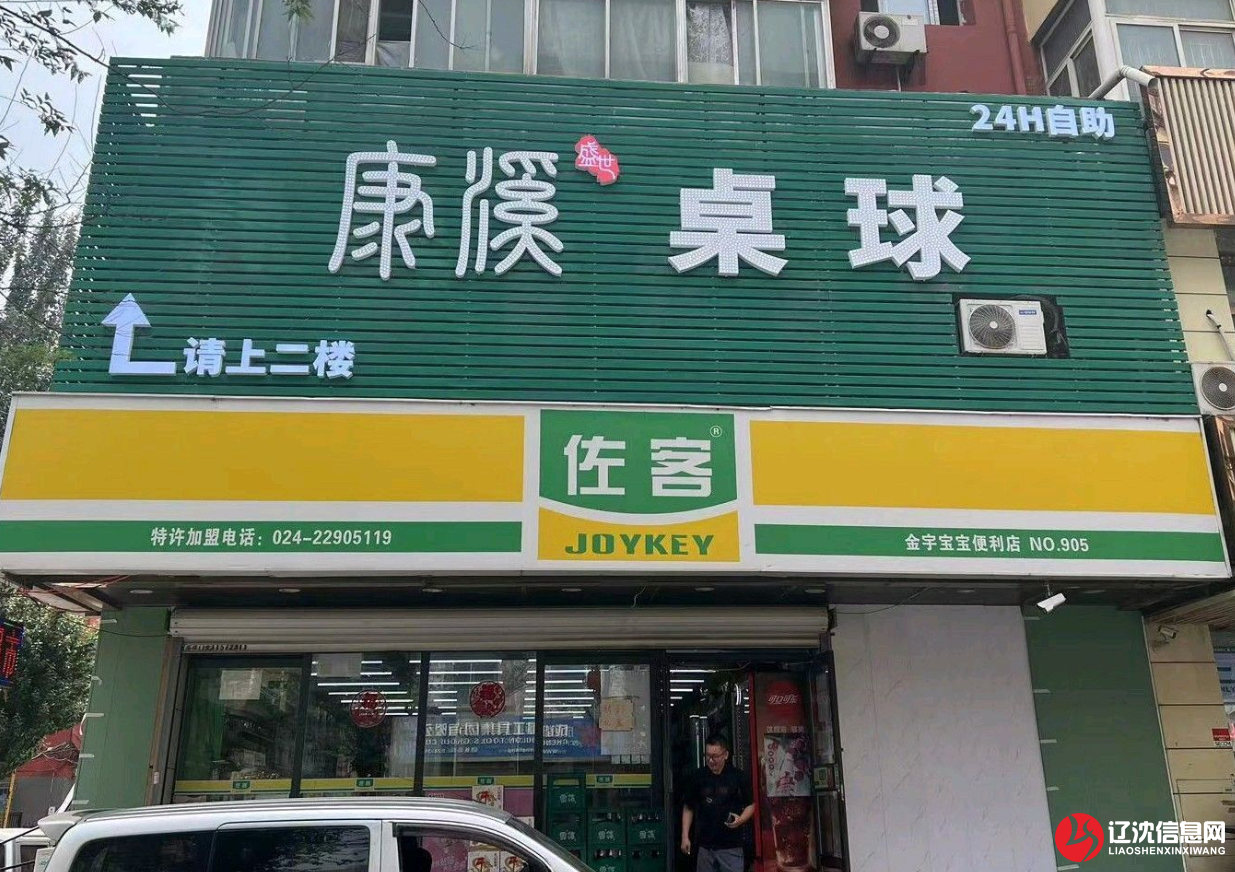 24H自助
康溪 盛世 桌球
请上二楼
佐客®
JOYKEY
特许加盟电话：024-22905119
金宇宝宝便利店 NO.905
辽沈信息网
LIAOSHENXINXIWANG